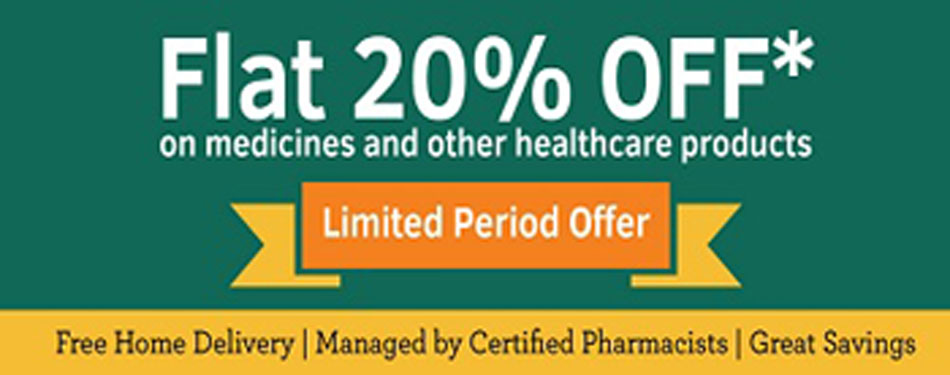 Flat 20% OFF*
on medicines and other healthcare products
Limited Period Offer
Free Home Delivery | Managed by Certified Pharmacists | Great Savings